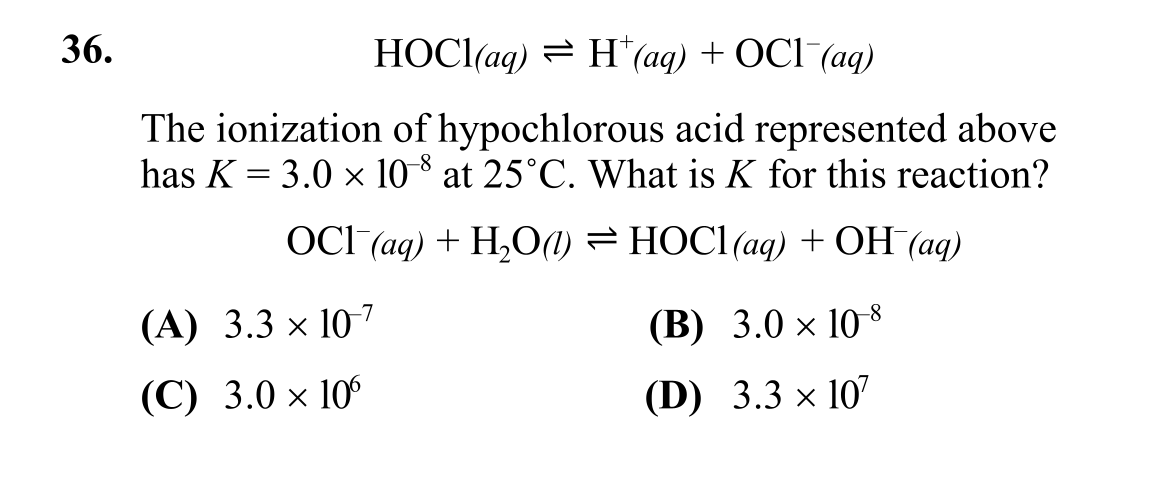 36. HOCl(aq) ⇌ H⁺(aq) + OCl⁻(aq)
The ionization of hypochlorous acid represented above
has K = 3.0 × 10⁻⁸ at 25˚C. What is K for this reaction?
OCl⁻(aq) + H₂O(l) ⇌ HOCl(aq) + OH⁻(aq)
(A) 3.3 × 10⁻⁷ (B) 3.0 × 10⁻⁸
(C) 3.0 × 10⁶ (D) 3.3 × 10⁷